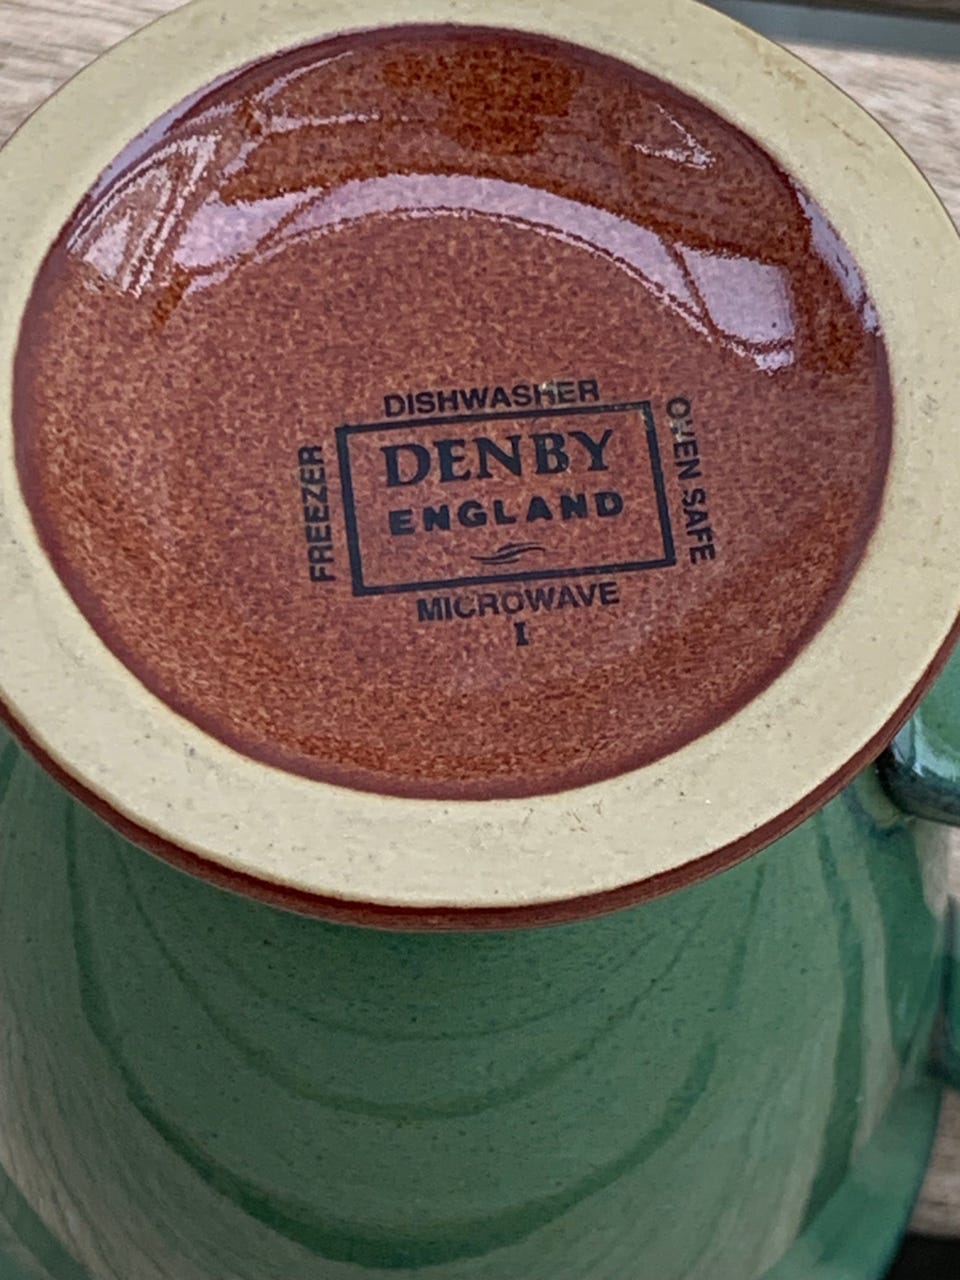 DISHWASHER
FREEZER
DENBY
ENGLAND
OVEN SAFE
MICROWAVE
I